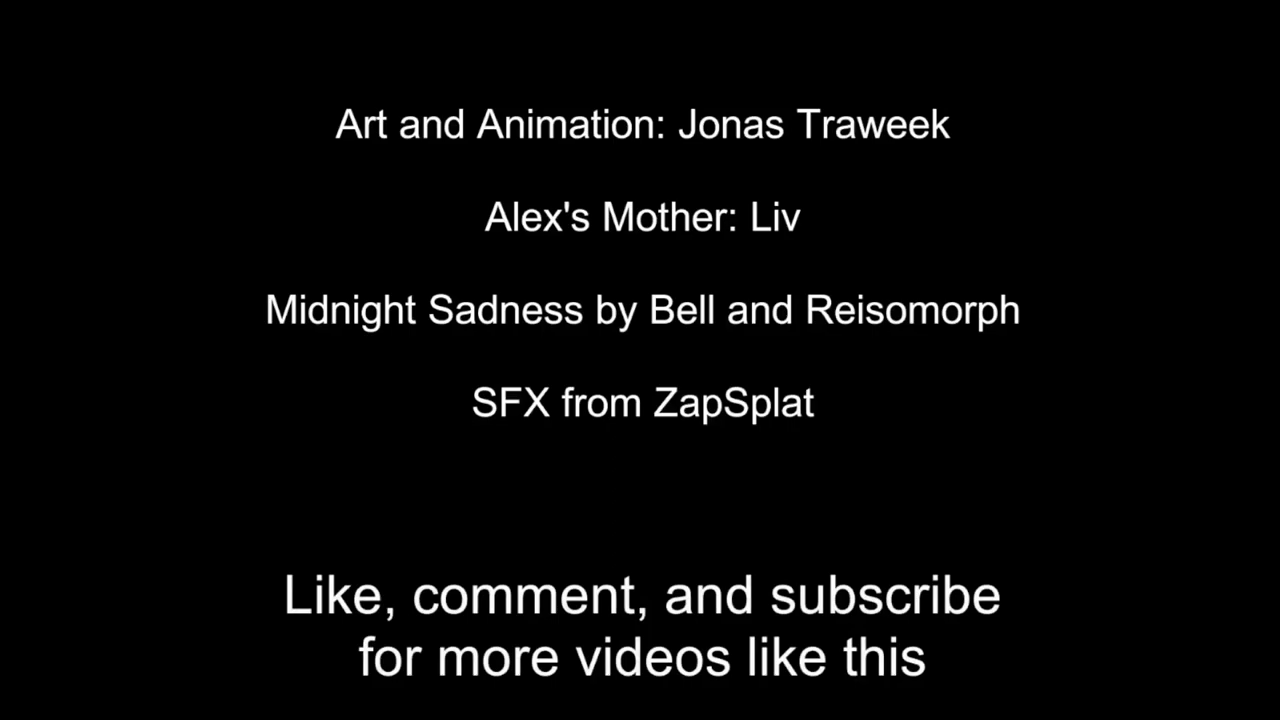 Art and Animation: Jonas Traweek
Alex's Mother: Liv
Midnight Sadness by Bell and Reisomorph
SFX from ZapSplat
Like, comment, and subscribe
for more videos like this